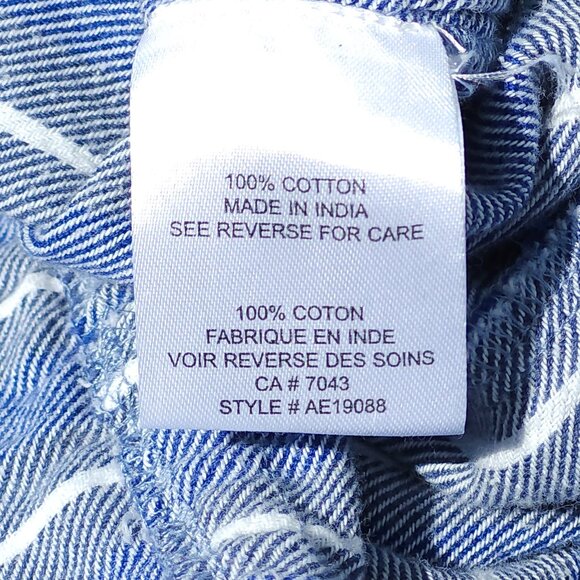 100% COTTON
MADE IN INDIA
SEE REVERSE FOR CARE
100% COTON
FABRIQUE EN INDE
VOIR REVERSE DES SOINS
CA # 7043
STYLE # AE19088